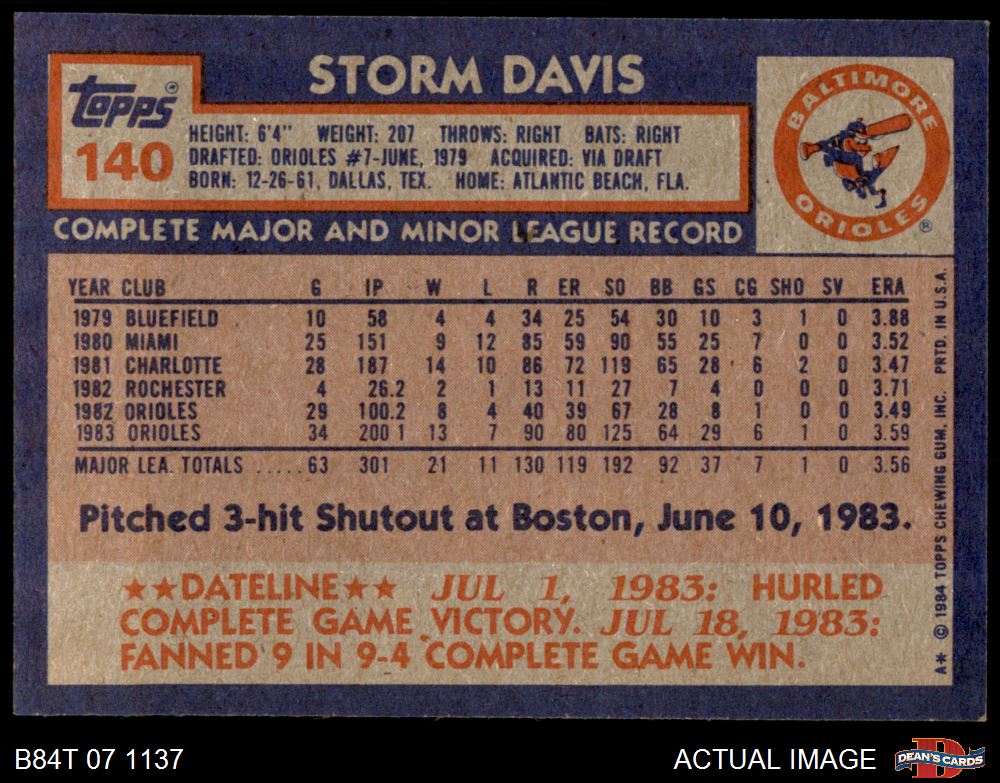 STORM DAVIS
Topps
140
HEIGHT: 6'4" WEIGHT: 207 THROWS: RIGHT BATS: RIGHT
DRAFTED: ORIOLES #7-JUNE, 1979 ACQUIRED: VIA DRAFT
BORN: 12-26-61, DALLAS, TEX. HOME: ATLANTIC BEACH, FLA.
BALTIMORE
ORIOLES ®
COMPLETE MAJOR AND MINOR LEAGUE RECORD
YEAR CLUB G IP W L R ER SO BB GS CG SHO SV ERA
1979 BLUEFIELD 10 58 4 4 34 25 54 30 10 3 1 0 3.88
1980 MIAMI 25 151 9 12 85 59 90 55 25 7 0 0 3.52
1981 CHARLOTTE 28 187 14 10 86 72 119 65 28 6 2 0 3.47
1982 ROCHESTER 4 26.2 2 1 13 11 27 7 4 0 0 0 3.71
1982 ORIOLES 29 100.2 8 4 40 39 67 28 8 1 0 0 3.49
1983 ORIOLES 34 200 1 13 7 90 80 125 64 29 6 1 0 3.59
MAJOR LEA. TOTALS .....63 301 21 11 130 119 192 92 37 7 1 0 3.56
Pitched 3-hit Shutout at Boston, June 10, 1983.
★★DATELINE★★ JUL 1, 1983: HURLED
COMPLETE GAME VICTORY. JUL 18, 1983:
FANNED 9 IN 9-4 COMPLETE GAME WIN.
A* © 1984 TOPPS CHEWING GUM, INC. PRTD. IN U.S.A.
B84T 07 1137
ACTUAL IMAGE
D
DEAN'S CARDS